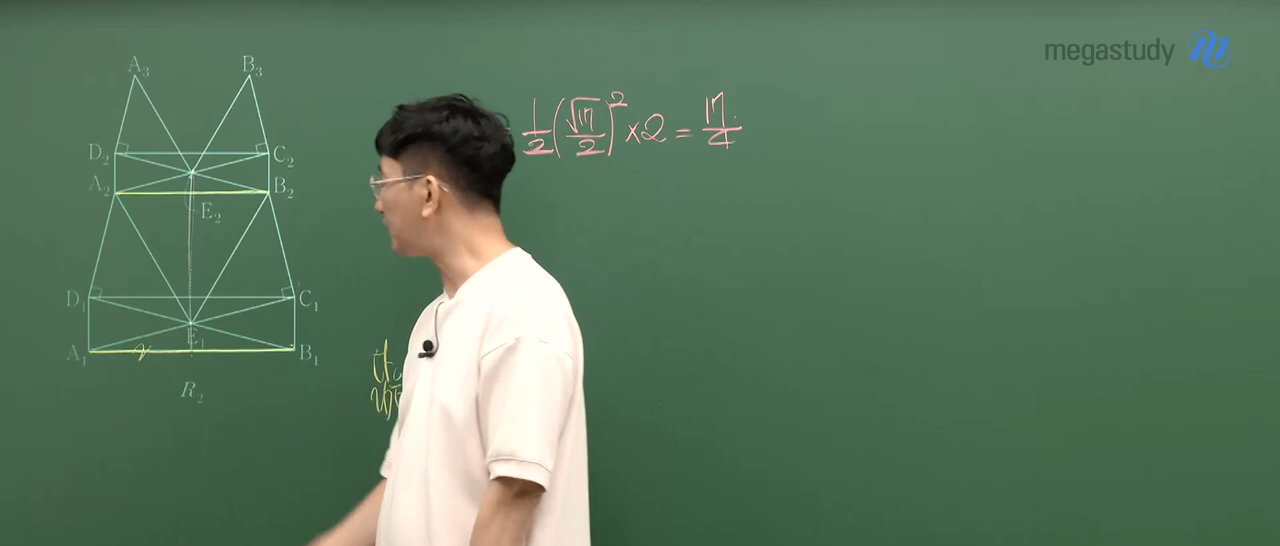 megastudy
A₃ B₃
D₂ C₂
A₂ B₂
E₂
D₁ C₁
E₁
A₁ B₁
R₂
1/2(√17/2)²×2=17/4